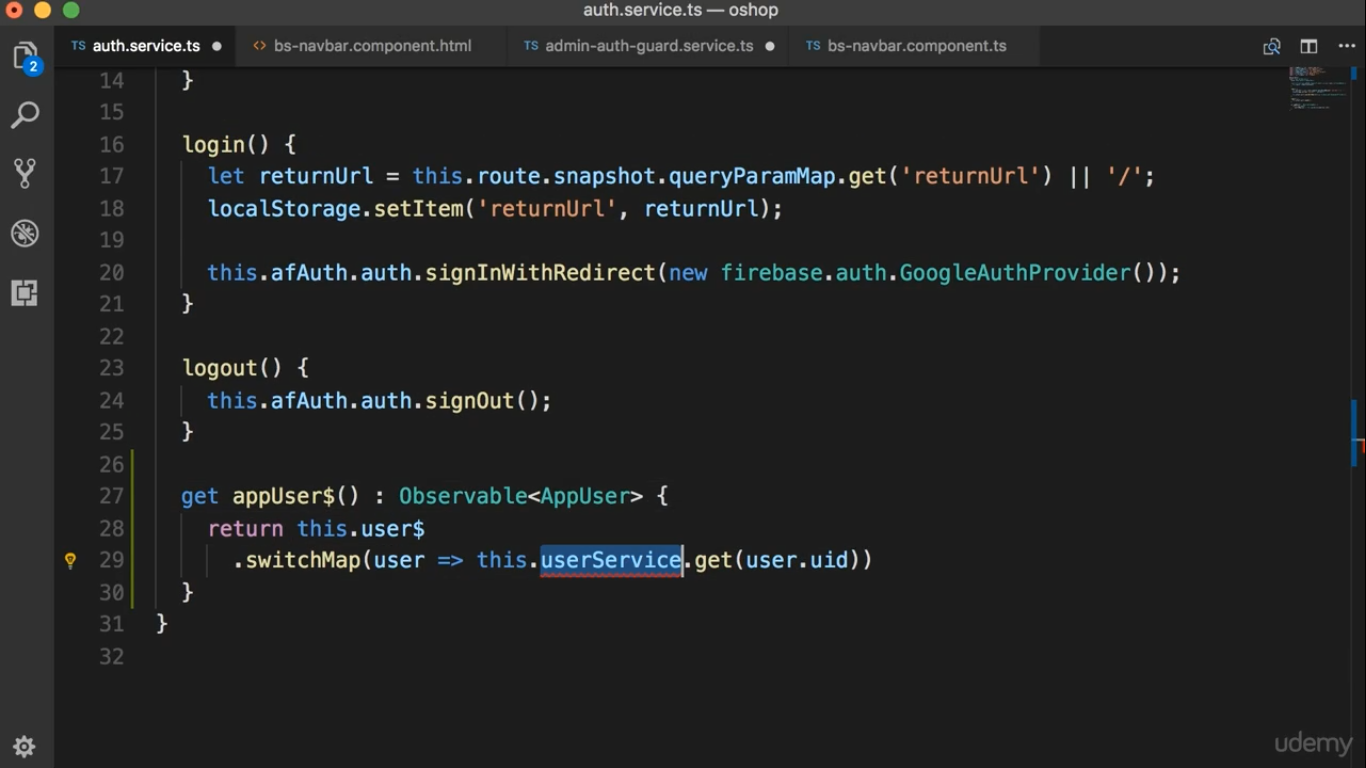 auth.service.ts — oshop
TS auth.service.ts ● <> bs-navbar.component.html TS admin-auth-guard.service.ts ● TS bs-navbar.component.ts
2
14 }
15
16 login() {
17 let returnUrl = this.route.snapshot.queryParamMap.get('returnUrl') || '/';
18 localStorage.setItem('returnUrl', returnUrl);
19
20 this.afAuth.auth.signInWithRedirect(new firebase.auth.GoogleAuthProvider());
21 }
22
23 logout() {
24 this.afAuth.auth.signOut();
25 }
26
27 get appUser$() : Observable<AppUser> {
28 return this.user$
29 .switchMap(user => this.userService.get(user.uid))
30 }
31 }
32
udemy